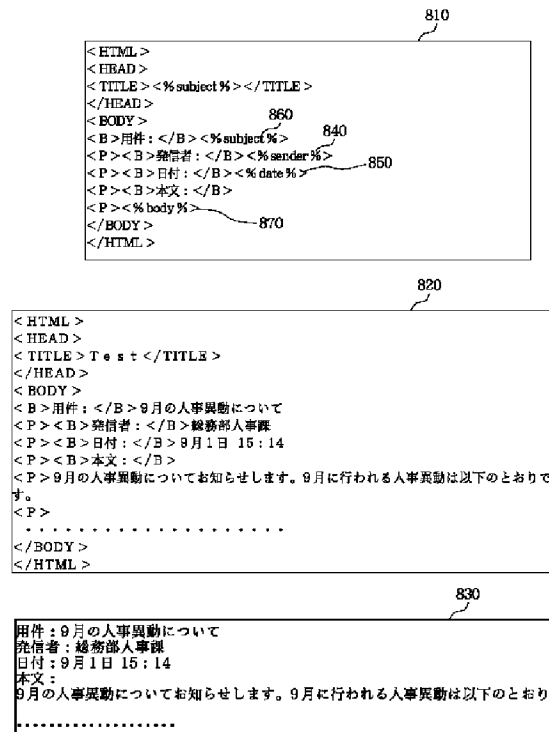 810
<HTML>
<HEAD>
<TITLE><%subject%></TITLE>
</HEAD>
<BODY>
860
<B>用件：</B><%subject%>
840
<P><B>発信者：</B><%sender%>
<P><B>日付：</B><%date%>
850
<P><B>本文：</B>
<P><%body%>
870
</BODY>
</HTML>
820
<HTML>
<HEAD>
<TITLE>Test</TITLE>
</HEAD>
<BODY>
<B>用件：</B>9月の人事異動について
<P><B>発信者：</B>総務部人事課
<P><B>日付：</B>9月1日 15：14
<P><B>本文：</B>
<P>9月の人事異動についてお知らせします。9月に行われる人事異動は以下のとおりで
す。
<P>
・・・・・・・・・・・・・・・・・・・・
</BODY>
</HTML>
830
用件：9月の人事異動について
発信者：総務部人事課
日付：9月1日 15：14
本文：
9月の人事異動についてお知らせします。9月に行われる人事異動は以下のとおり
・・・・・・・・・・・・・・・・・・・